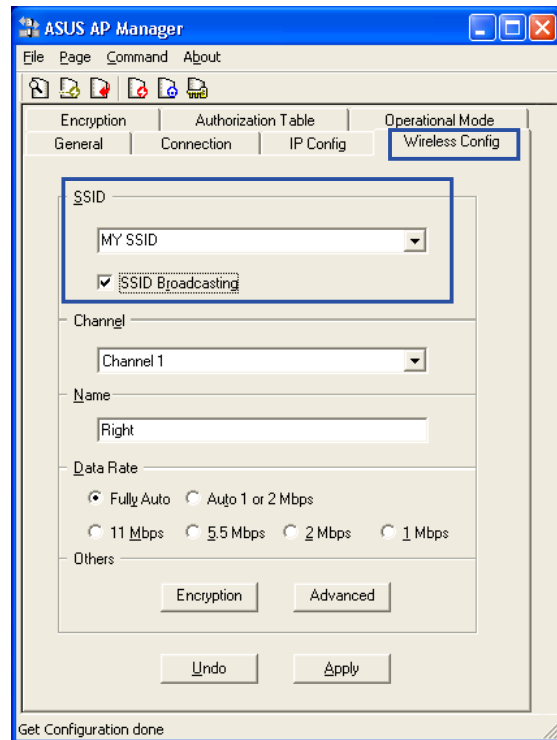 ASUS AP Manager
File Page Command About
Encryption Authorization Table Operational Mode
General Connection IP Config Wireless Config
SSID
MY SSID
SSID Broadcasting
Channel
Channel 1
Name
Right
Data Rate
Fully Auto Auto 1 or 2 Mbps
11 Mbps 5.5 Mbps 2 Mbps 1 Mbps
Others
Encryption Advanced
Undo Apply
Get Configuration done